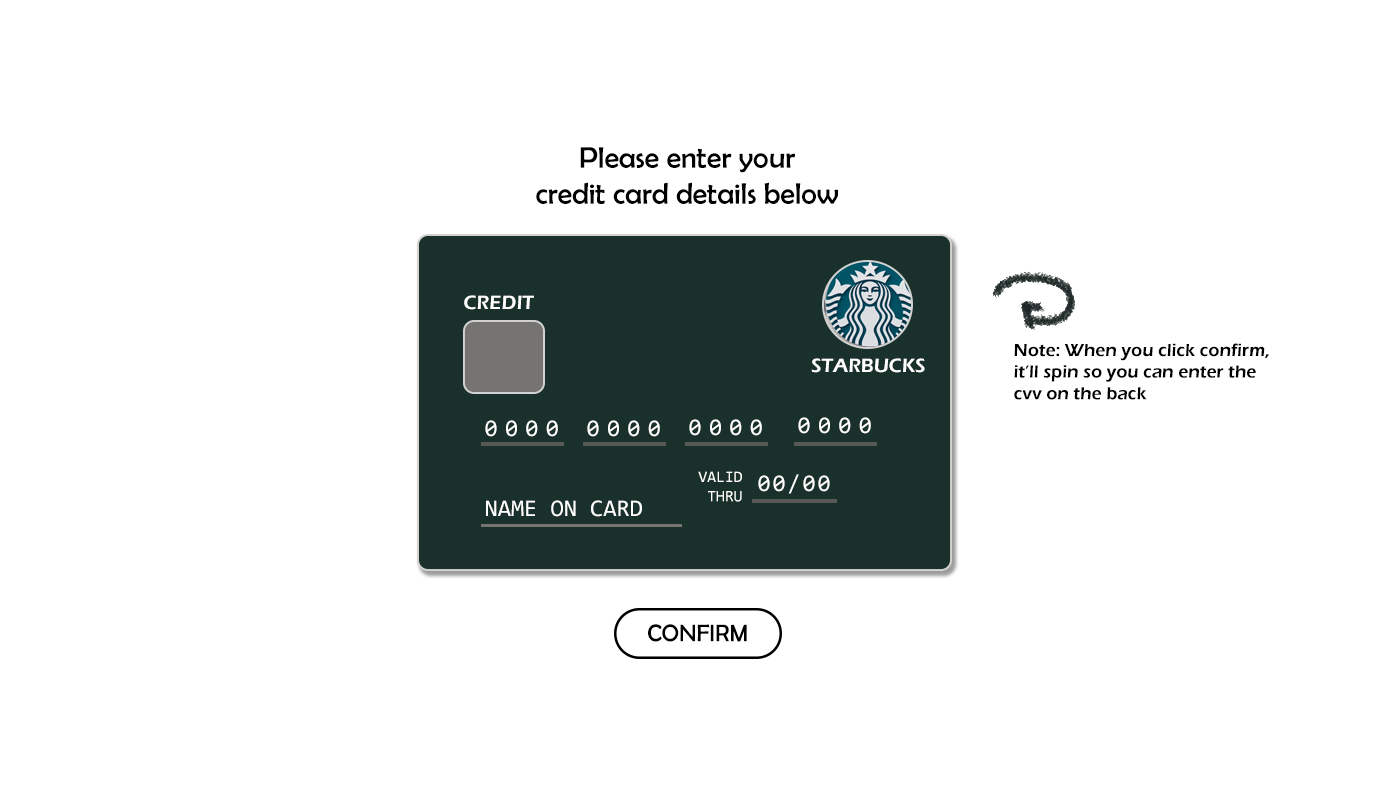 Please enter your
credit card details below
CREDIT
STARBUCKS
Note: When you click confirm,
it'll spin so you can enter the
cvv on the back
0000 0000 0000 0000
VALID
THRU 00/00
NAME ON CARD
CONFIRM